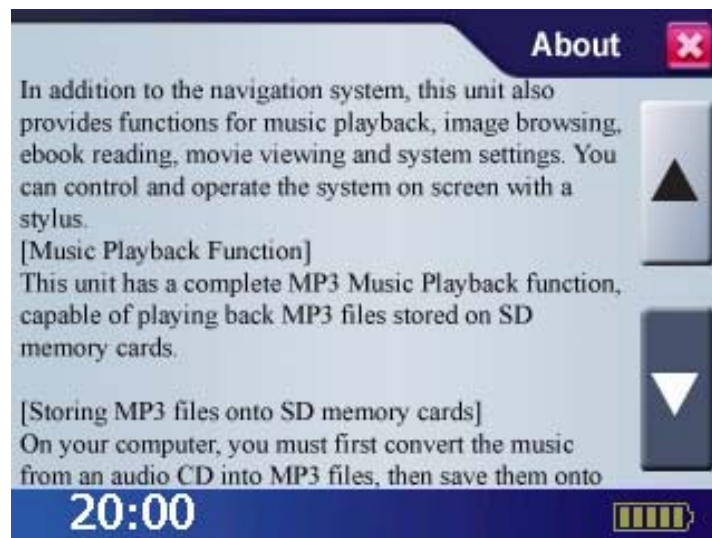 About
In addition to the navigation system, this unit also
provides functions for music playback, image browsing,
ebook reading, movie viewing and system settings. You
can control and operate the system on screen with a
stylus.
[Music Playback Function]
This unit has a complete MP3 Music Playback function,
capable of playing back MP3 files stored on SD
memory cards.
[Storing MP3 files onto SD memory cards]
On your computer, you must first convert the music
from an audio CD into MP3 files, then save them onto
20:00